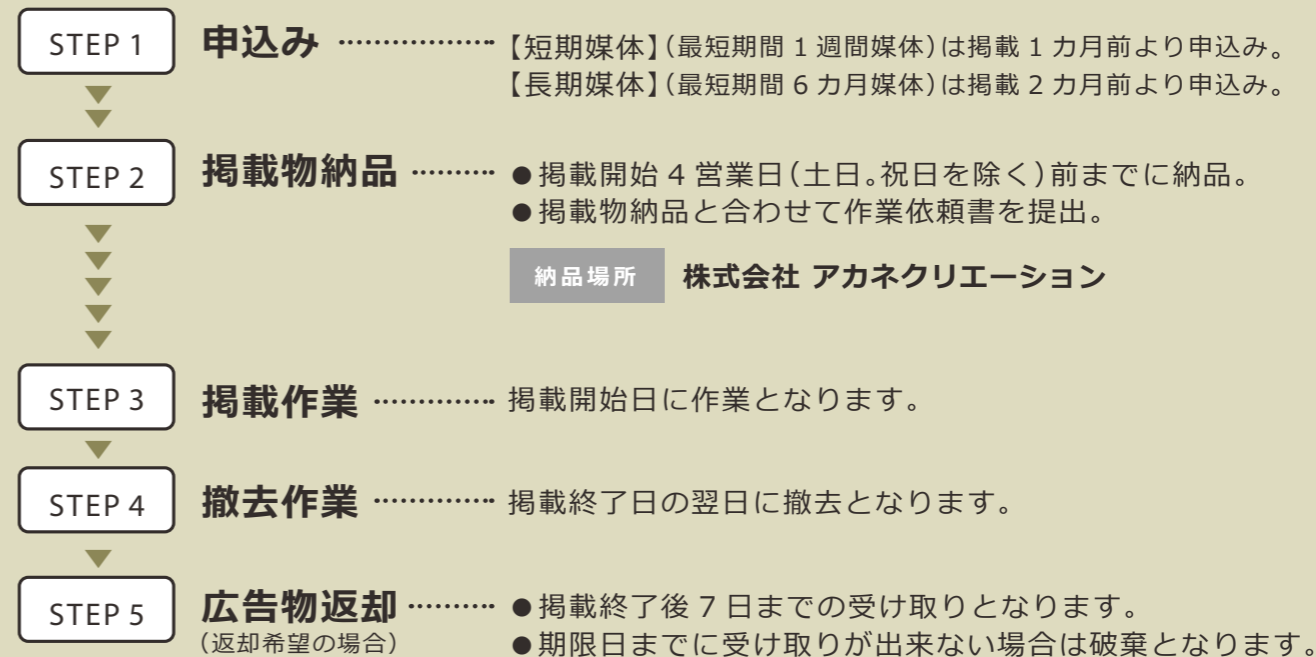 STEP 1 申込み 【短期媒体】(最短期間 1 週間媒体)は掲載 1 カ月前より申込み。
【長期媒体】(最短期間 6 カ月媒体)は掲載 2 カ月前より申込み。
STEP 2 掲載物納品 ●掲載開始 4 営業日(土日。祝日を除く)前までに納品。
●掲載物納品と合わせて作業依頼書を提出。
納品場所 株式会社 アカネクリエーション
STEP 3 掲載作業 掲載開始日に作業となります。
STEP 4 撤去作業 掲載終了日の翌日に撤去となります。
STEP 5 広告物返却 ●掲載終了後 7 日までの受け取りとなります。
(返却希望の場合) ●期限日までに受け取りが出来ない場合は破棄となります。